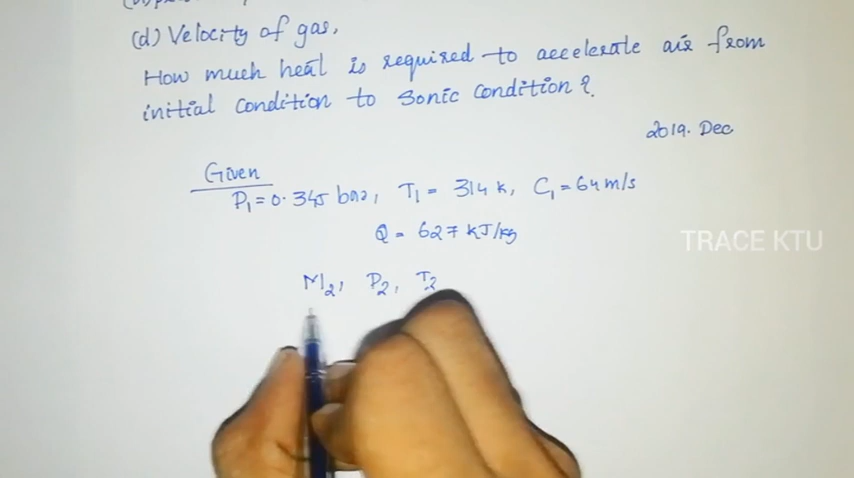 (d) Velocity of gas,
How much heat is required to accelerate air from
initial condition to sonic condition?.
2019. Dec
Given
P1 = 0.345 bar, T1 = 314 K, C1 = 64 m/s
Q = 627 KJ/kg
TRACE KTU
M2, P2, T2